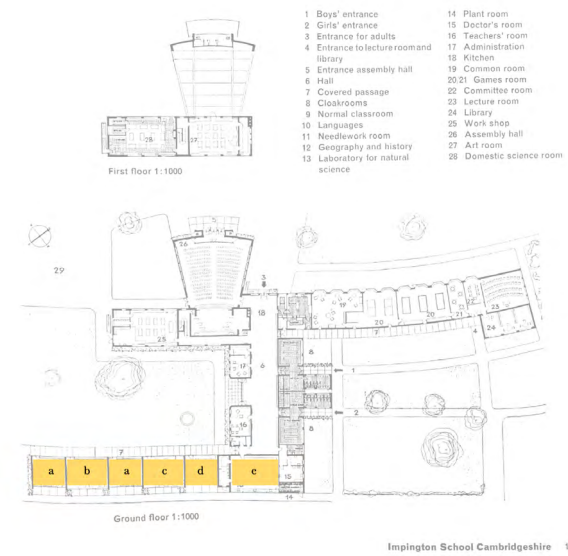 1 Boys' entrance
2 Girls' entrance
3 Entrance for adults
4 Entrance to lecture room and
library
5 Entrance assembly hall
6 Hall
7 Covered passage
8 Cloakrooms
9 Normal classroom
10 Languages
11 Needlework room
12 Geography and history
13 Laboratory for natural
science
14 Plant room
15 Doctor's room
16 Teachers' room
17 Administration
18 Kitchen
19 Common room
20/21 Games room
22 Committee room
23 Lecture room
24 Library
25 Work shop
26 Assembly hall
27 Art room
28 Domestic science room
28 27
First floor 1:1000
5
26
29
3
18
19
20 20 21 22
23
24
7
4
25
17
6
8
1
2
16
8
7
a b a c d e
15
14
Ground floor 1:1000
Impington School Cambridgeshire 1